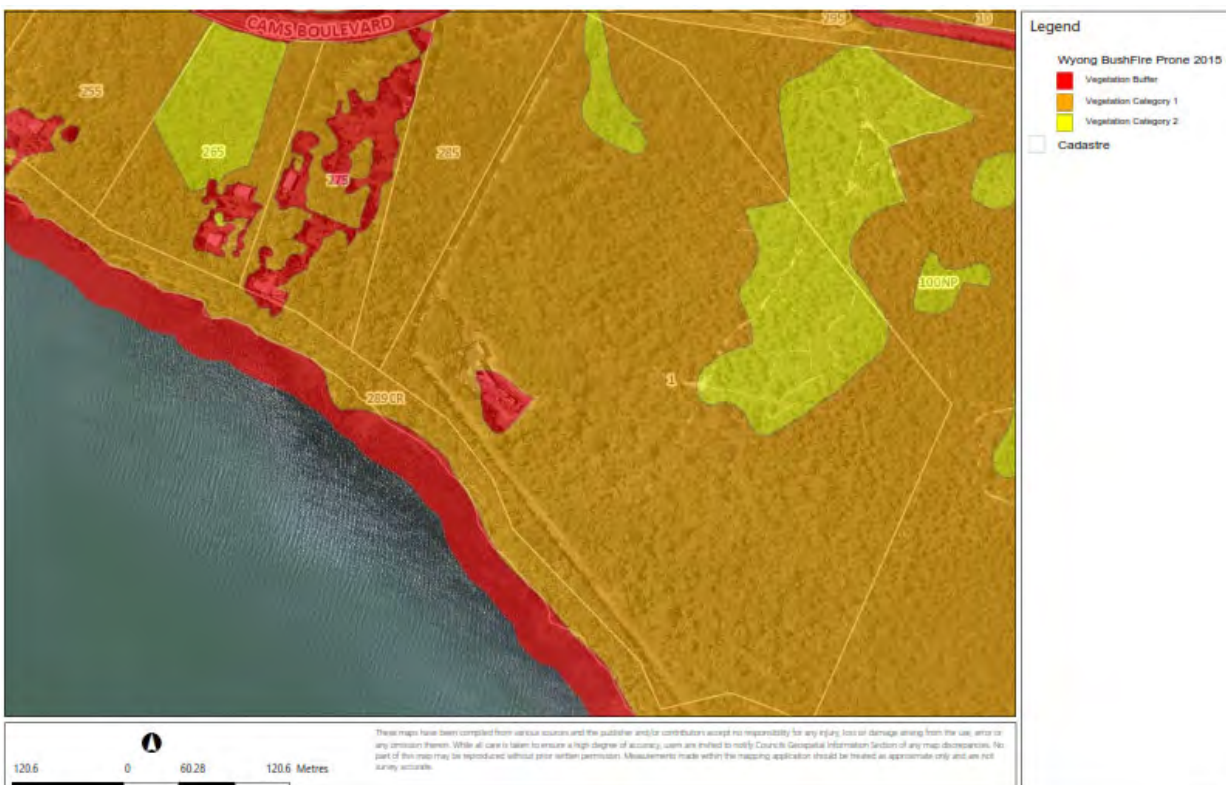 CAMS BOULEVARD
295
10
255
265
275
285
100NP
1
289CR
Legend
Wyong BushFire Prone 2015
Vegetation Buffer
Vegetation Category 1
Vegetation Category 2
Cadastre
120.6 0 60.28 120.6 Metres
These maps have been compiled from various sources and the publisher and/or contributors accept no responsibility for any injury, loss or damage arising from the use, error or
any omission therein. While all care is taken to ensure a high degree of accuracy, users are invited to notify Councils Geospatial Information Section of any map discrepancies. No
part of this map may be reproduced without prior written permission. Measurements made within the mapping application should be treated as approximate only and are not
survey accurate.